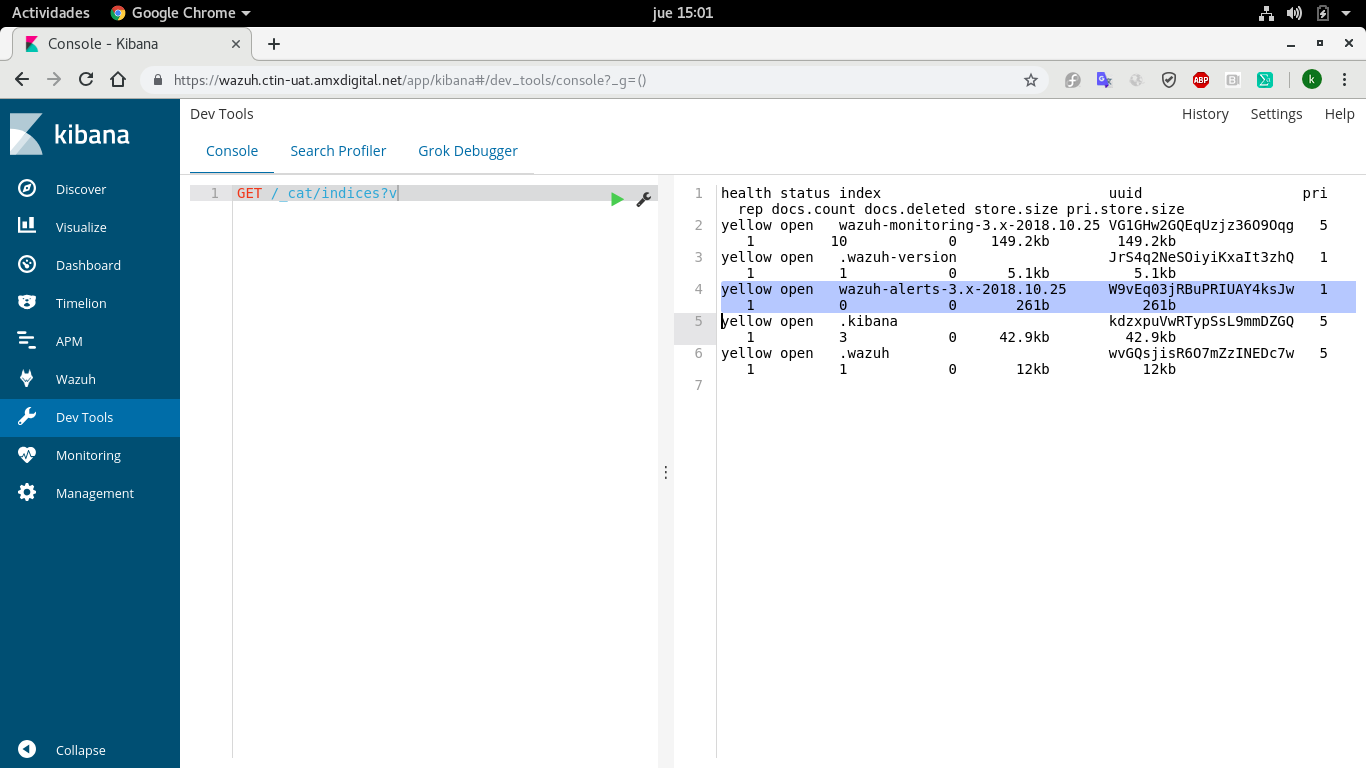 Actividades Google Chrome jue 15:01
Console - Kibana
https://wazuh.ctin-uat.amxdigital.net/app/kibana#/dev_tools/console?_g=() ABP k
kibana
Discover
Visualize
Dashboard
Timelion
APM
Wazuh
Dev Tools
Monitoring
Management
Collapse
Dev Tools History Settings Help
Console Search Profiler Grok Debugger
1 GET /_cat/indices?v
1 health status index uuid pri
rep docs.count docs.deleted store.size pri.store.size
2 yellow open wazuh-monitoring-3.x-2018.10.25 VG1GHw2GQEqUzjz36O9Oqg 5
1 10 0 149.2kb 149.2kb
3 yellow open .wazuh-version JrS4q2NeSOiyiKxaIt3zhQ 1
1 1 0 5.1kb 5.1kb
4 yellow open wazuh-alerts-3.x-2018.10.25 W9vEq03jRBuPRIUAY4ksJw 1
1 0 0 261b 261b
5 yellow open .kibana kdzxpuVwRTypSsL9mmDZGQ 5
1 3 0 42.9kb 42.9kb
6 yellow open .wazuh wvGQsjisR6O7mZzINEDc7w 5
1 1 0 12kb 12kb
7